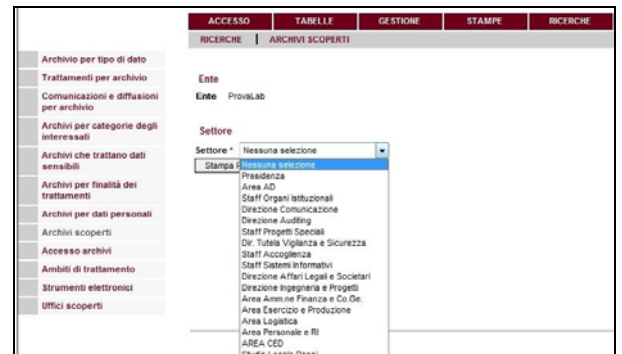 ACCESSO TABELLE GESTIONE STAMPE RICERCHE
RICERCHE | ARCHIVI SCOPERTI
Archivio per tipo di dato
Trattamenti per archivio
Comunicazioni e diffusioni
per archivio
Archivi per categorie degli
interessati
Archivi che trattano dati
sensibili
Archivi per finalità dei
trattamenti
Archivi per dati personali
Archivi scoperti
Accesso archivi
Ambiti di trattamento
Strumenti elettronici
Uffici scoperti
Ente
Ente ProvaLab
Settore
Settore * Nessuna selezione
Stampa
Nessuna selezione
Presidenza
Area AD
Staff Organi Istituzionali
Direzione Comunicazione
Direzione Auditing
Staff Progetti Speciali
Dir. Tutela Vigilanza e Sicurezza
Staff Accoglienza
Staff Sistemi Informativi
Direzione Affari Legali e Societari
Direzione Ingegneria e Progetti
Area Amm.ne Finanza e Co.Ge.
Area Esercizio e Produzione
Area Logistica
Area Personale e RI
AREA CED
Studio Legale